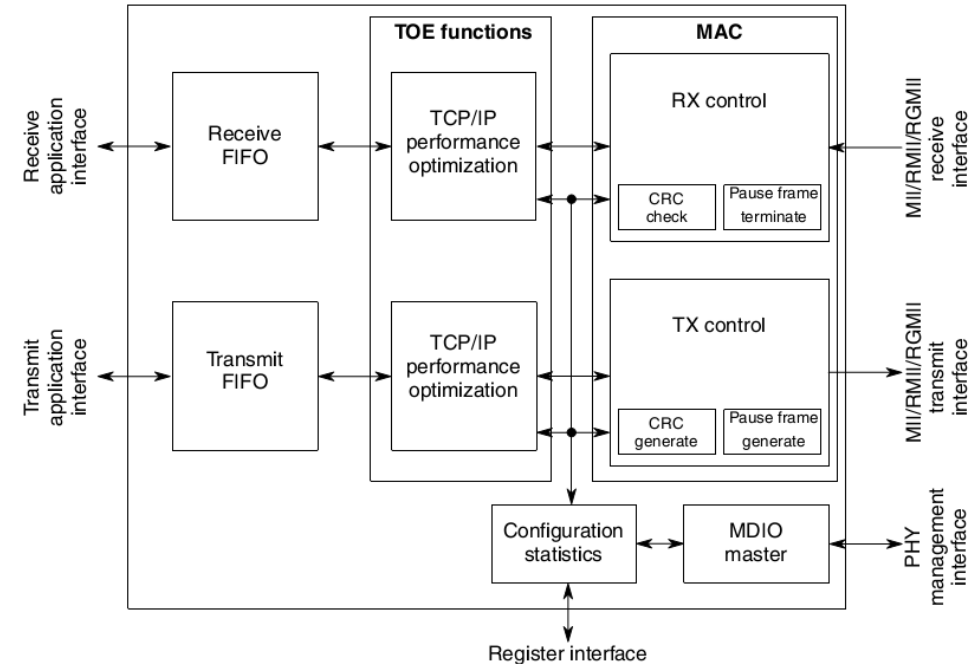 TOE functions
MAC
Receive
application
interface
Receive
FIFO
TCP/IP
performance
optimization
RX control
CRC
check
Pause frame
terminate
MII/RMII/RGMII
receive
interface
Transmit
application
interface
Transmit
FIFO
TCP/IP
performance
optimization
TX control
CRC
generate
Pause frame
generate
MII/RMII/RGMII
transmit
interface
Configuration
statistics
MDIO
master
PHY
management
interface
Register interface